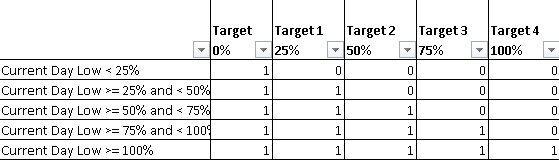 Target Target 1 Target 2 Target 3 Target 4
0% 25% 50% 75% 100%
Current Day Low < 25% 1 0 0 0 0
Current Day Low >= 25% and < 50% 1 1 0 0 0
Current Day Low >= 50% and < 75% 1 1 1 0 0
Current Day Low >= 75% and < 100% 1 1 1 1 0
Current Day Low >= 100% 1 1 1 1 1